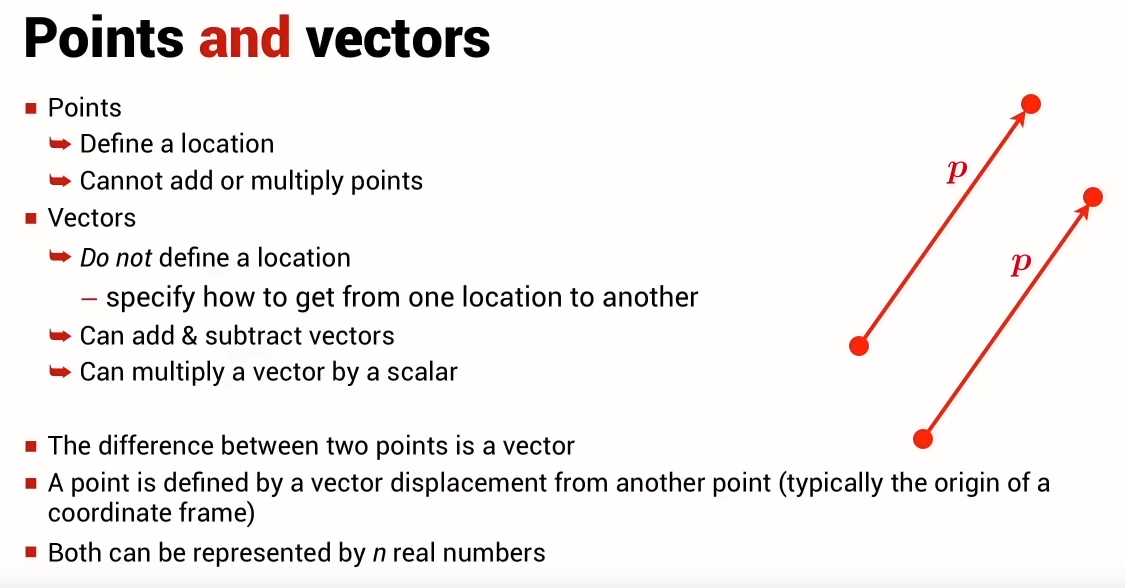 Points and vectors
Points
Define a location
Cannot add or multiply points
Vectors
Do not define a location
– specify how to get from one location to another
Can add & subtract vectors
Can multiply a vector by a scalar
The difference between two points is a vector
A point is defined by a vector displacement from another point (typically the origin of a
coordinate frame)
Both can be represented by n real numbers
p
p